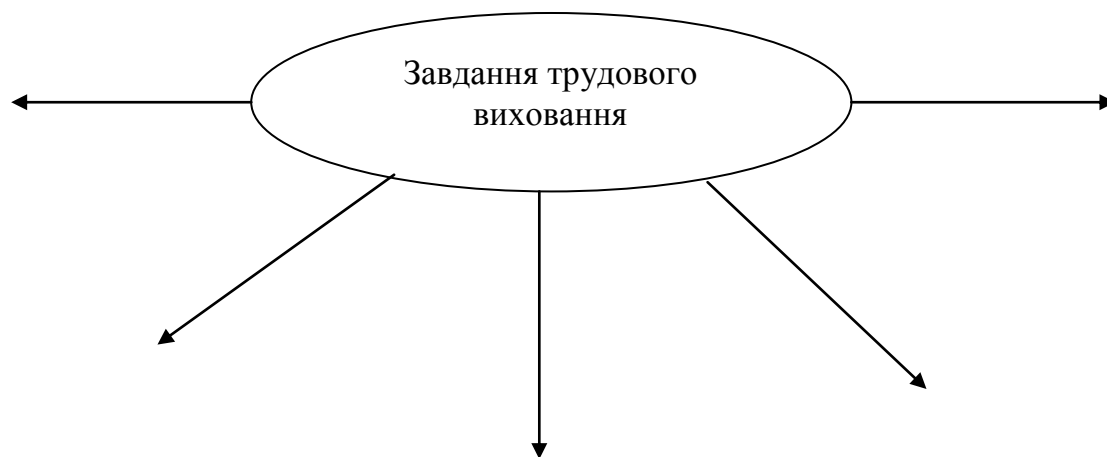 Завдання трудового
виховання